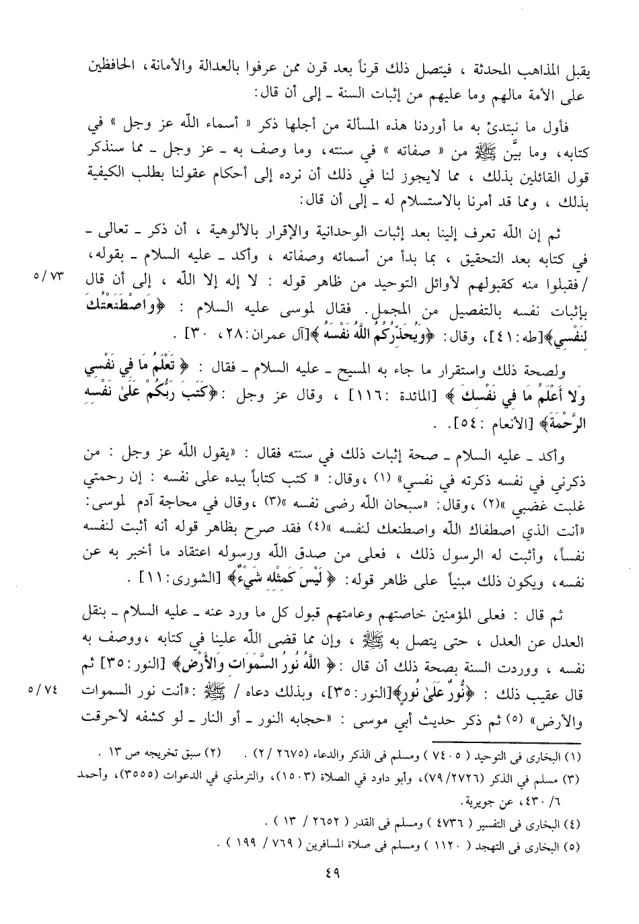 يقبل المذاهب المحدثة ، فيتصل ذلك قرناً بعد قرن ممن عرفوا بالعدالة والأمانة، الحافظين
على الأمة مالهم وما عليهم من إثبات السنة ـ إلى أن قال:
فأول ما نبتدئ به ما أوردنا هذه المسألة من أجلها ذكر « أسماء الله عز وجل » في
كتابه، وما بيَّن ﷺ من « صفاته » في سنته، وما وصف به ـ عز وجل ـ مما سنذكر
قول القائلين بذلك ، مما لايجوز لنا في ذلك أن نرده إلى أحكام عقولنا بطلب الكيفية
بذلك ، ومما قد أمرنا بالاستسلام له ـ إلى أن قال:
ثم إن الله تعرف إلينا بعد إثبات الوحدانية والإقرار بالألوهية ، أن ذكر ـ تعالى ـ
في كتابه بعد التحقيق ، بما بدأ من أسمائه وصفاته ، وأكد ـ عليه السلام ـ بقوله،
٥/٧٣ /فقبلوا منه كقبولهم لأوائل التوحيد من ظاهر قوله : لا إله إلا الله ، إلى أن قال
بإثبات نفسه بالتفصيل من المجمل. فقال لموسى عليه السلام : ﴿وَاصْطَنَعْتُكَ
لِنَفْسِي﴾[طه:٤١]، وقال: ﴿وَيُحَذِّرُكُمُ اللَّهُ نَفْسَهُ ﴾[آل عمران:٢٨، ٣٠] .
ولصحة ذلك واستقرار ما جاء به المسيح ـ عليه السلام ـ فقال : ﴿ تَعْلَمُ مَا فِي نَفْسِي
وَلا أَعْلَمُ مَا فِي نَفْسِكَ ﴾ [المائدة :١١٦] ، وقال عز وجل :﴿كَتَبَ رَبُّكُمْ عَلَىٰ نَفْسِهِ
الرَّحْمَةَ﴾ [الأنعام :٥٤]. .
وأكد ـ عليه السلام ـ صحة إثبات ذلك في سنته فقال : «يقول الله عز وجل : من
ذكرني في نفسه ذكرته في نفسي» (١) ،وقال: « كتب كتاباً بيده على نفسه : إن رحمتي
غلبت غضبي »(٢) ،وقال: «سبحان الله رضى نفسه »(٣) ،وقال في محاجة آدم لموسى:
«أنت الذي اصطفاك الله واصطنعك لنفسه »(٤) فقد صرح بظاهر قوله أنه أثبت لنفسه
نفساً، وأثبت له الرسول ذلك ، فعلى من صدق الله ورسوله اعتقاد ما أخبر به عن
نفسه، ويكون ذلك مبنياً على ظاهر قوله: ﴿ لَيْسَ كَمِثْلِهِ شَيْءٌ﴾ [الشورى:١١] .
ثم قال : فعلى المؤمنين خاصتهم وعامتهم قبول كل ما ورد عنه ـ عليه السلام ـ بنقل
العدل عن العدل ، حتى يتصل به ﷺ ، وإن مما قضى الله علينا في كتابه ،ووصف به
نفسه ، ووردت السنة بصحة ذلك أن قال :﴿ اللَّهُ نُورُ السَّمَوَاتِ وَالأَرْضِ﴾ [النور:٣٥] ثم
٥/٧٤ قال عقيب ذلك : ﴿نُّورٌ عَلَىٰ نُورٍ﴾[النور:٣٥]، وبذلك دعاه / ﷺ :«أنت نور السموات
والأرض» (٥) ثم ذكر حديث أبي موسى : «حجابه النور ـ أو النار ـ لو كشفه لأحرقت
(١) البخارى فى التوحيد ( ٧٤٠٥ ) ومسلم فى الذكر والدعاء (٢٦٧٥ /٢) . (٢) سبق تخريجه ص ١٣ .
(٣) مسلم في الذكر (٧٩/٢٧٢٦)، وأبو داود في الصلاة (١٥٠٣)، والترمذي في الدعوات (٣٥٥٥)، وأحمد
٤٣٠/٦، عن جويرية.
(٤) البخارى فى التفسير ( ٤٧٣٦ ) ومسلم فى القدر ( ٢٦٥٢ / ١٣ ) .
(٥) البخارى فى التهجد ( ١١٢٠ ) ومسلم فى صلاة المسافرين ( ٧٦٩ / ١٩٩ ) .
٤٩